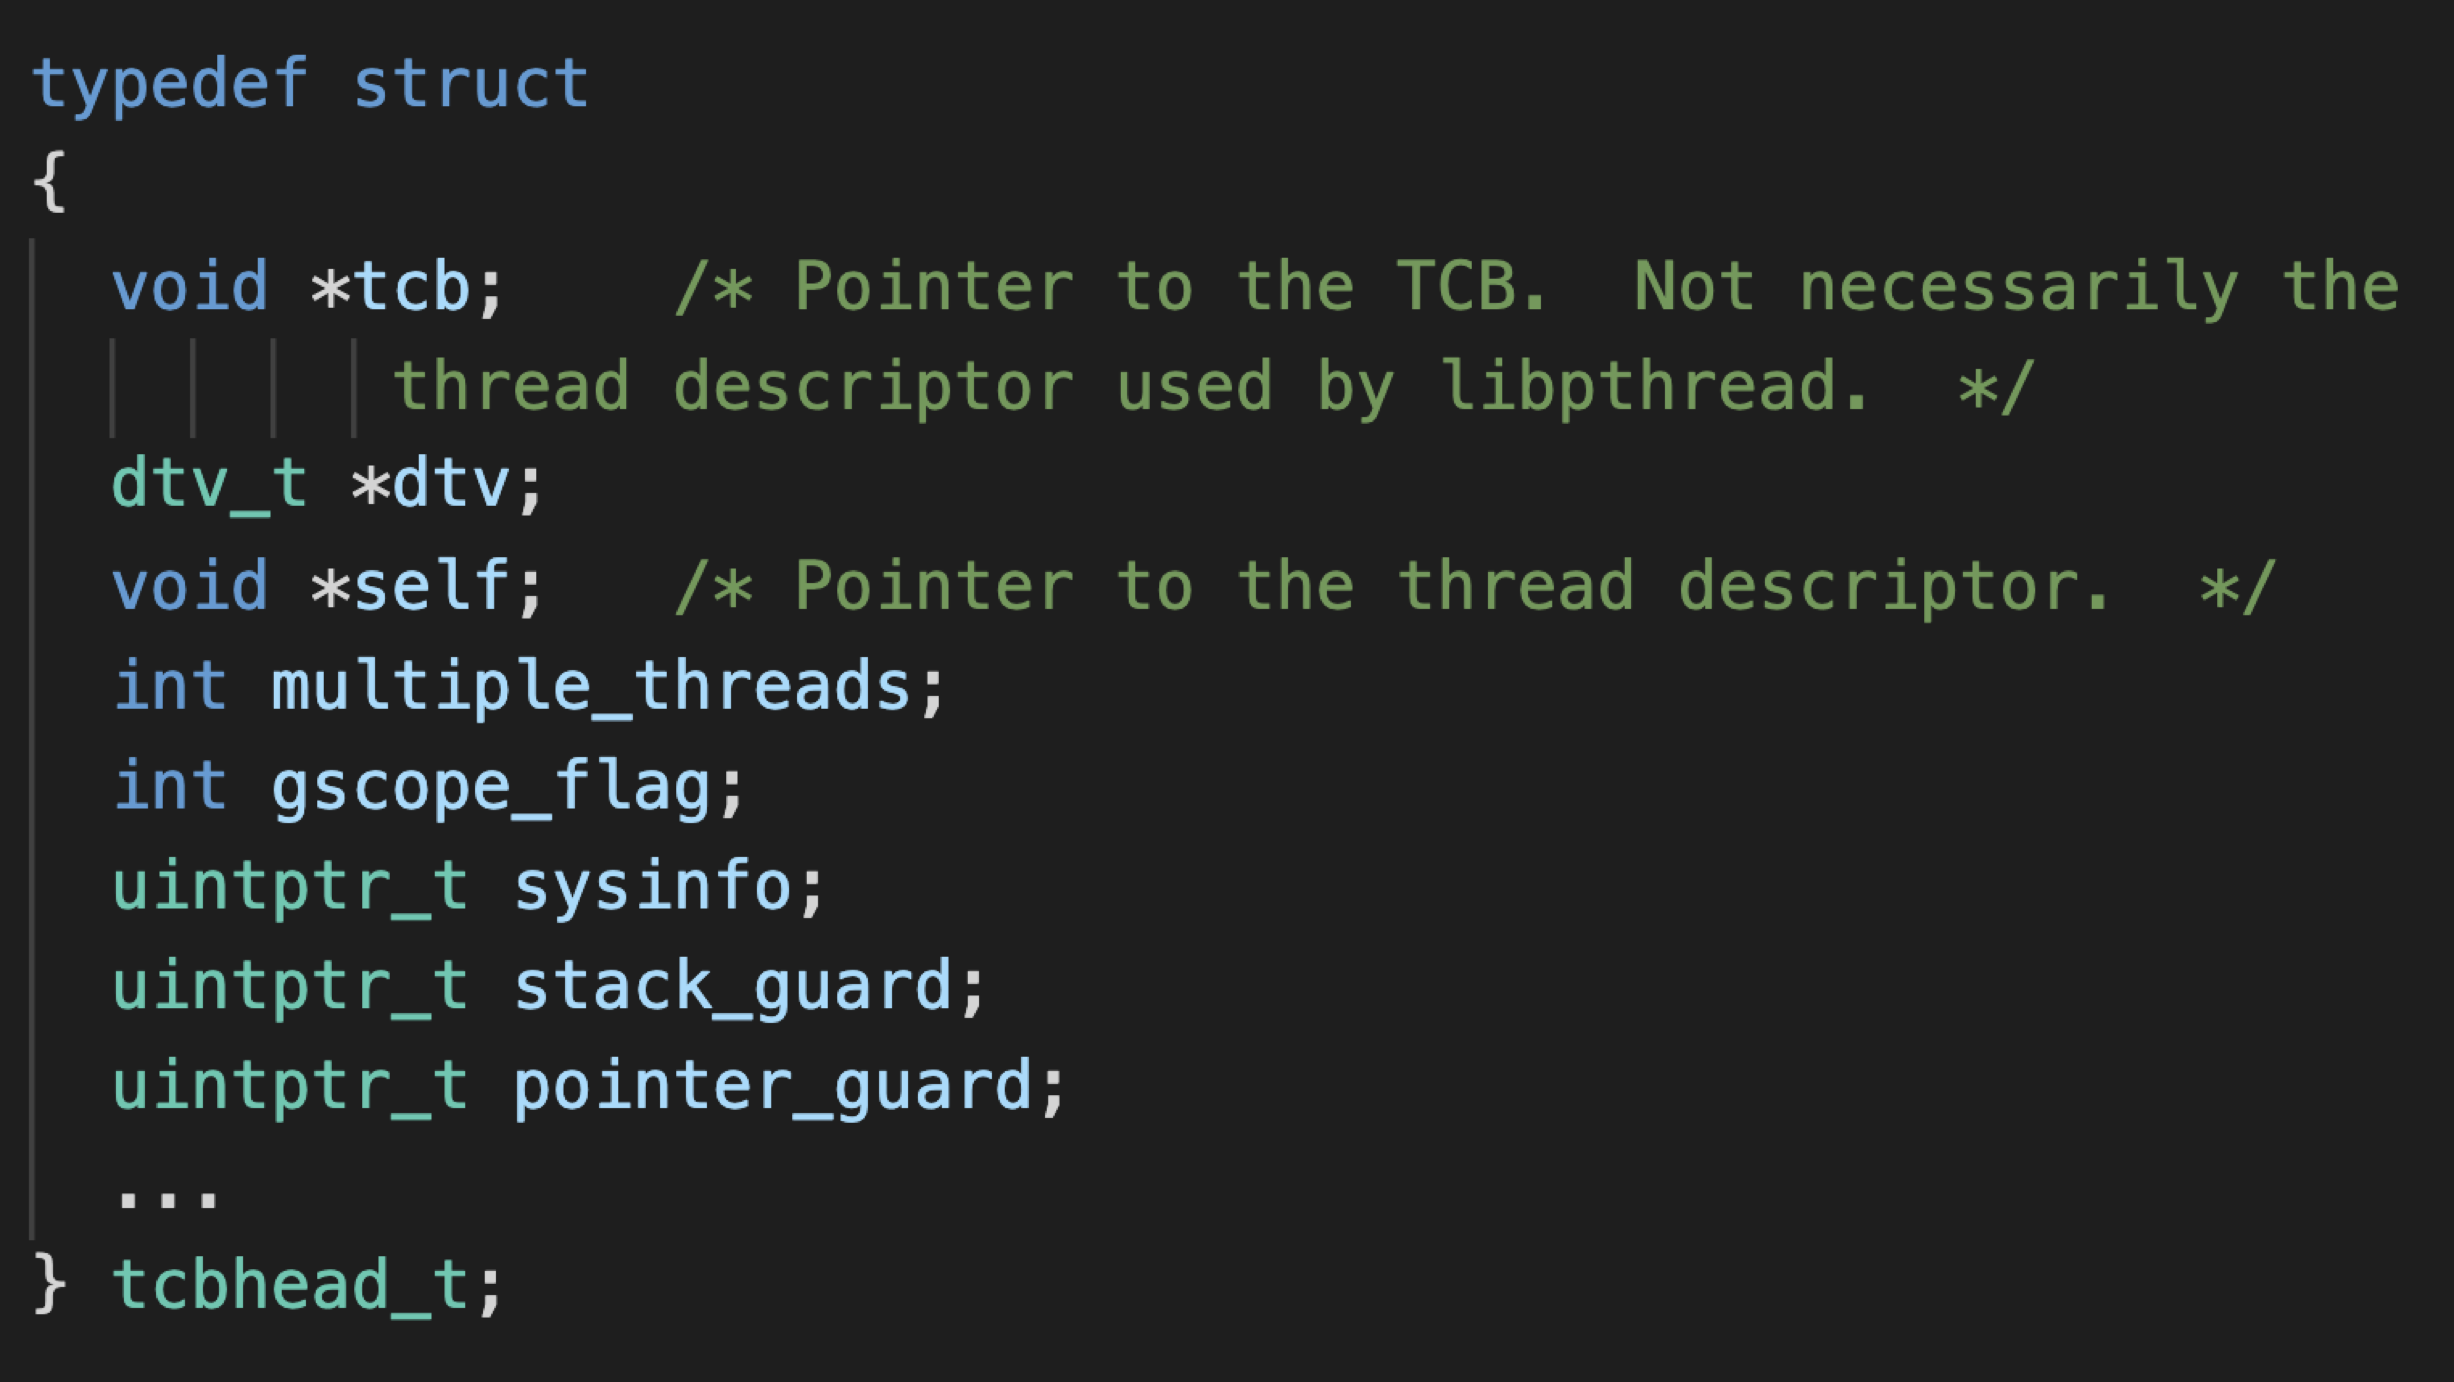 typedef struct
{
  void *tcb;    /* Pointer to the TCB.  Not necessarily the
         thread descriptor used by libpthread.  */
  dtv_t *dtv;
  void *self;   /* Pointer to the thread descriptor.  */
  int multiple_threads;
  int gscope_flag;
  uintptr_t sysinfo;
  uintptr_t stack_guard;
  uintptr_t pointer_guard;
  ...
} tcbhead_t;